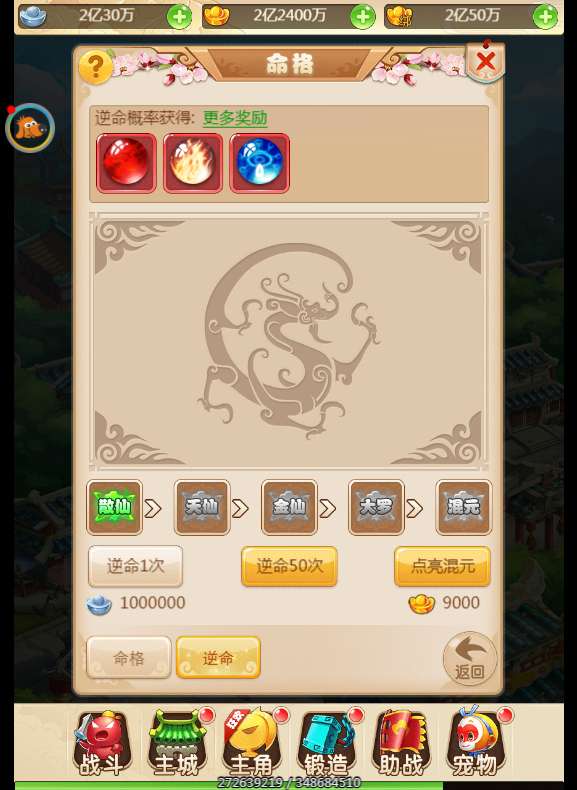 2亿30万
2亿2400万
2亿50万
?
命格
逆命概率获得: 更多奖励
散仙
天仙
金仙
太罗
混元
逆命1次
逆命50次
点亮混元
1000000
9000
命格
逆命
返回
狂欢
战斗
主城
主角
锻造
助战
宠物
272639219 / 348684510